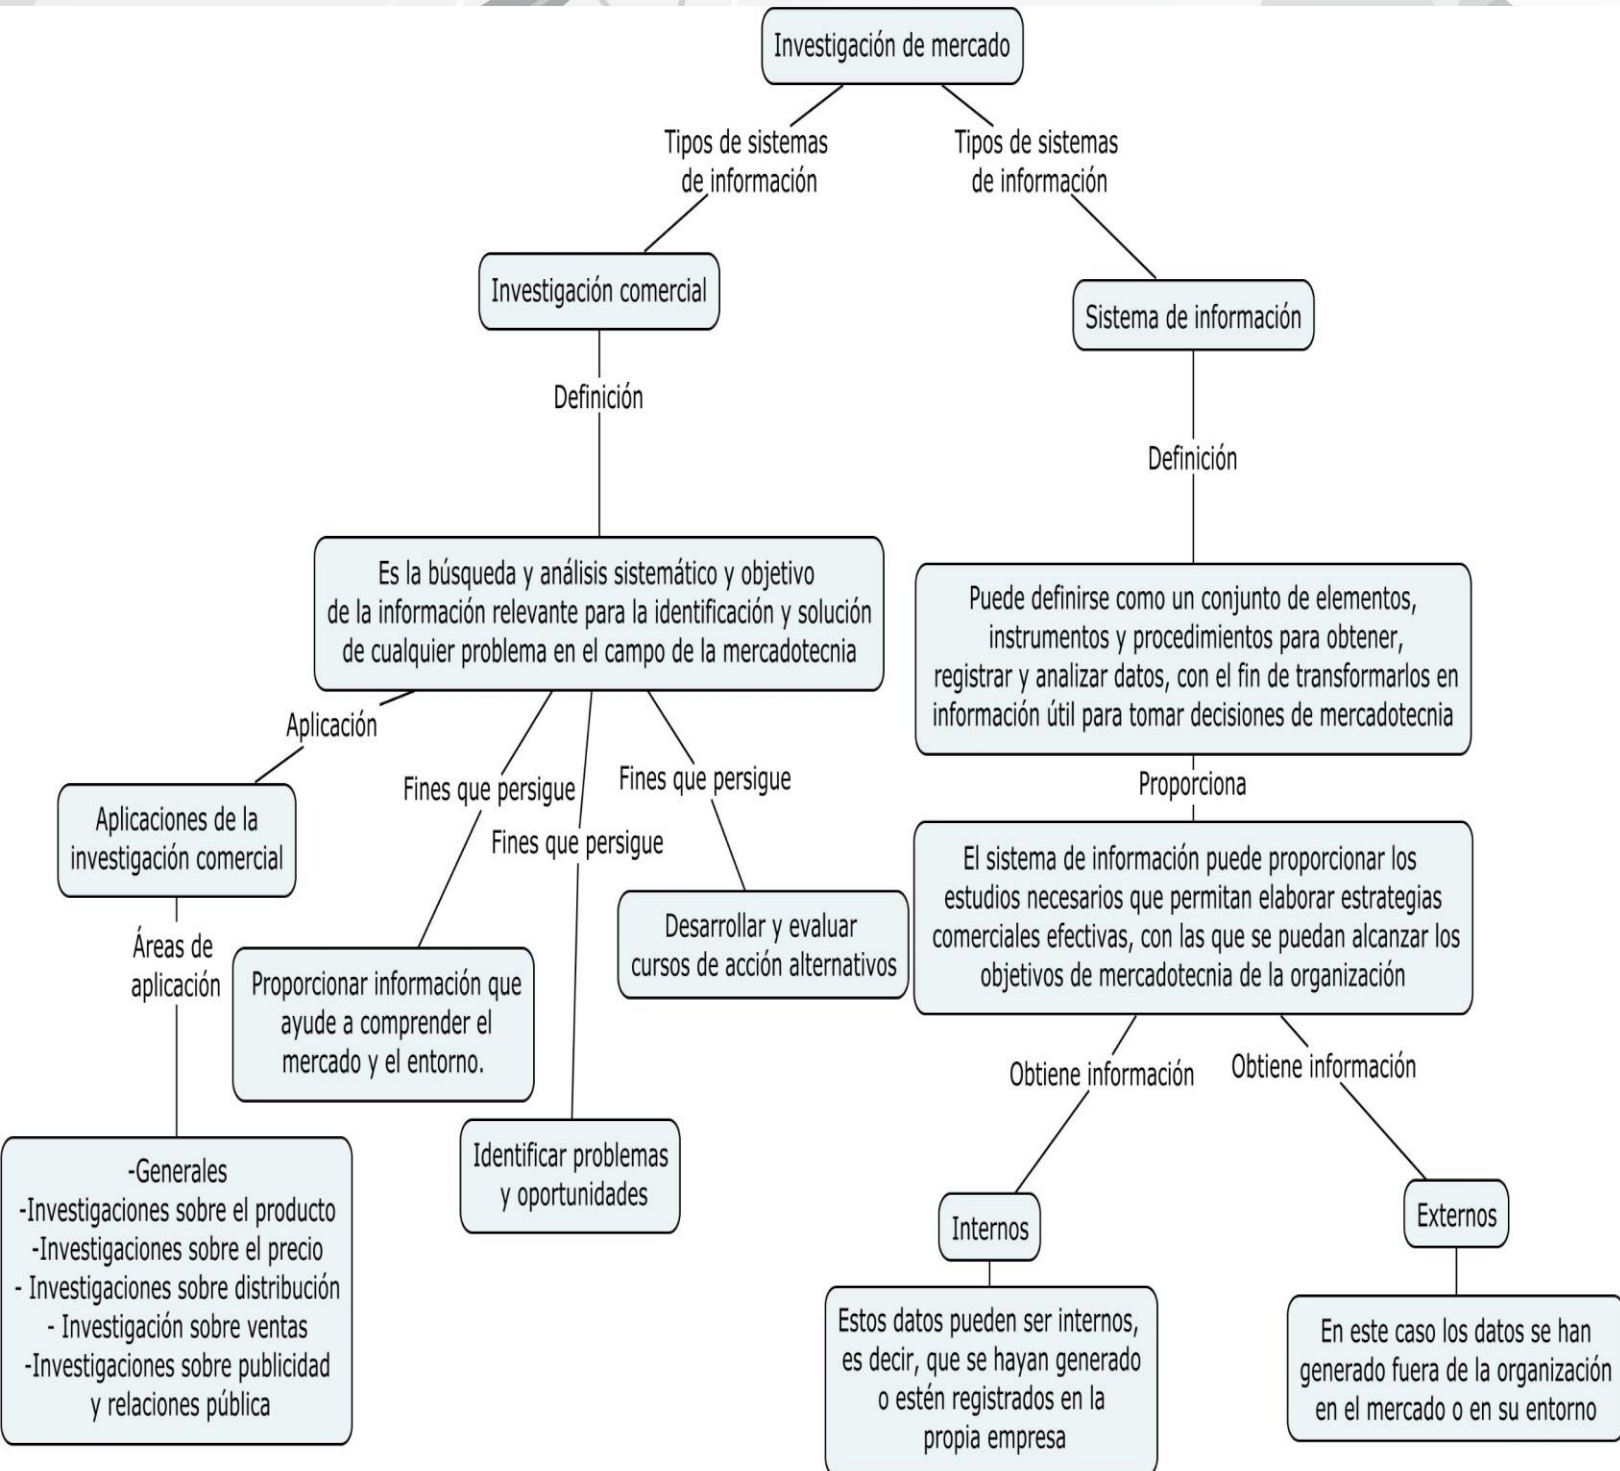 Investigación de mercado
Tipos de sistemas
de información
Tipos de sistemas
de información
Investigación comercial
Sistema de información
Definición
Definición
Es la búsqueda y análisis sistemático y objetivo
de la información relevante para la identificación y solución
de cualquier problema en el campo de la mercadotecnia
Puede definirse como un conjunto de elementos,
instrumentos y procedimientos para obtener,
registrar y analizar datos, con el fin de transformarlos en
información útil para tomar decisiones de mercadotecnia
Aplicación
Fines que persigue
Fines que persigue
Fines que persigue
Proporciona
Aplicaciones de la
investigación comercial
El sistema de información puede proporcionar los
estudios necesarios que permitan elaborar estrategias
comerciales efectivas, con las que se puedan alcanzar los
objetivos de mercadotecnia de la organización
Áreas de
aplicación
Proporcionar información que
ayude a comprender el
mercado y el entorno.
Desarrollar y evaluar
cursos de acción alternativos
Identificar problemas
y oportunidades
Obtiene información
Obtiene información
-Generales
-Investigaciones sobre el producto
-Investigaciones sobre el precio
- Investigaciones sobre distribución
- Investigación sobre ventas
-Investigaciones sobre publicidad
y relaciones pública
Internos
Externos
Estos datos pueden ser internos,
es decir, que se hayan generado
o estén registrados en la
propia empresa
En este caso los datos se han
generado fuera de la organización
en el mercado o en su entorno